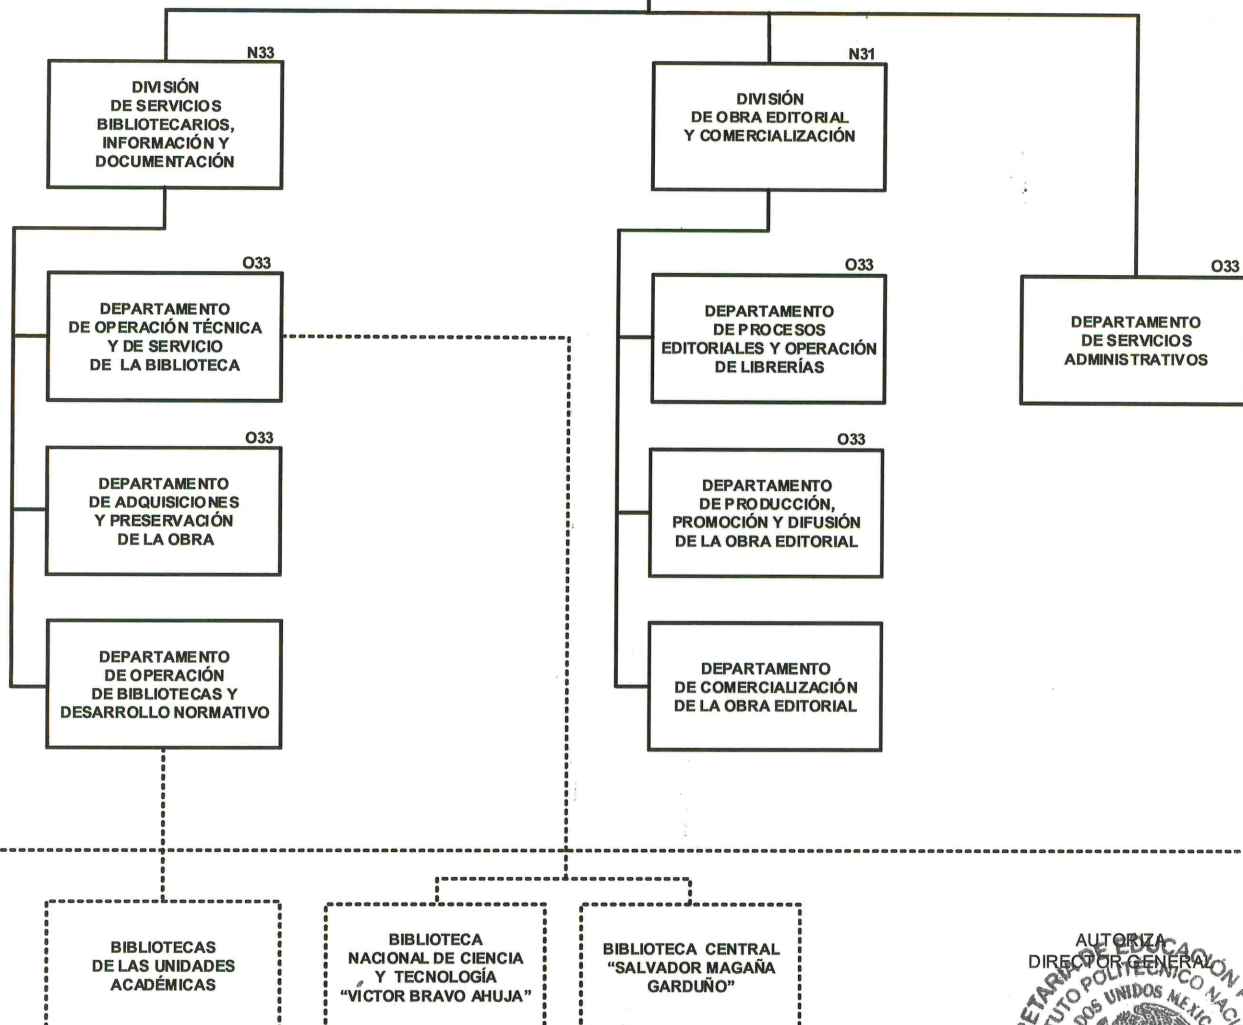 N33
DIVISIÓN
DE SERVICIOS
BIBLIOTECARIOS,
INFORMACIÓN Y
DOCUMENTACIÓN
N31
DIVISIÓN
DE OBRA EDITORIAL
Y COMERCIALIZACIÓN
O33
DEPARTAMENTO
DE OPERACIÓN TÉCNICA
Y DE SERVICIO
DE LA BIBLIOTECA
O33
DEPARTAMENTO
DE PROCESOS
EDITORIALES Y OPERACIÓN
DE LIBRERÍAS
O33
DEPARTAMENTO
DE SERVICIOS
ADMINISTRATIVOS
O33
DEPARTAMENTO
DE ADQUISICIONES
Y PRESERVACIÓN
DE LA OBRA
O33
DEPARTAMENTO
DE PRODUCCIÓN,
PROMOCIÓN Y DIFUSIÓN
DE LA OBRA EDITORIAL
DEPARTAMENTO
DE OPERACIÓN
DE BIBLIOTECAS Y
DESARROLLO NORMATIVO
DEPARTAMENTO
DE COMERCIALIZACIÓN
DE LA OBRA EDITORIAL
BIBLIOTECAS
DE LAS UNIDADES
ACADÉMICAS
BIBLIOTECA
NACIONAL DE CIENCIA
Y TECNOLOGÍA
“VÍCTOR BRAVO AHUJA”
BIBLIOTECA CENTRAL
“SALVADOR MAGAÑA
GARDUÑO”
AUTORIZA
DIRECTOR GENERAL
DE EDUCACIÓN
POLITÉCNICO
UNIDOS